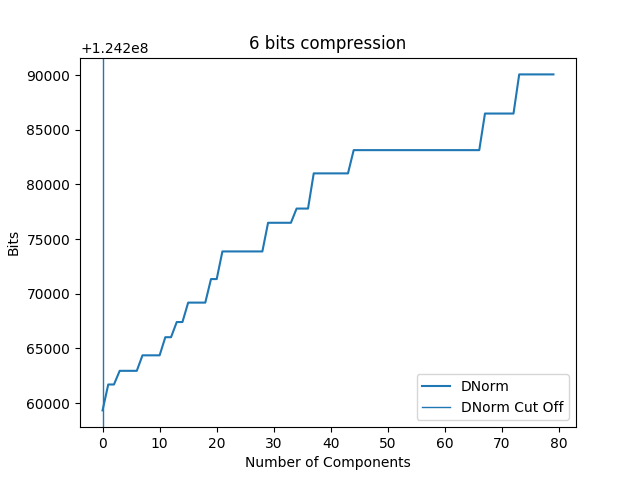 6 bits compression
+1.242e8
90000
85000
80000
75000
70000
65000
60000
Bits
0 10 20 30 40 50 60 70 80
Number of Components
DNorm
DNorm Cut Off